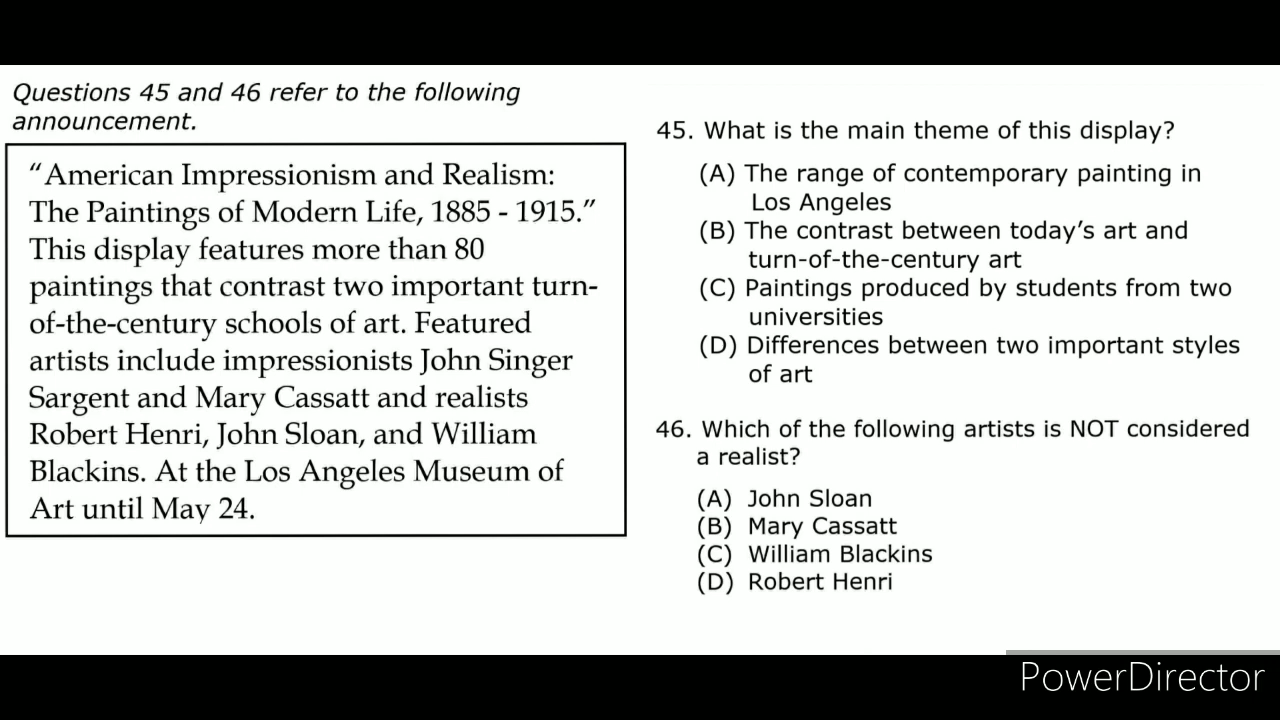 Questions 45 and 46 refer to the following
announcement.
“American Impressionism and Realism:
The Paintings of Modern Life, 1885 - 1915.”
This display features more than 80
paintings that contrast two important turn-
of-the-century schools of art. Featured
artists include impressionists John Singer
Sargent and Mary Cassatt and realists
Robert Henri, John Sloan, and William
Blackins. At the Los Angeles Museum of
Art until May 24.
45. What is the main theme of this display?
(A) The range of contemporary painting in
Los Angeles
(B) The contrast between today’s art and
turn-of-the-century art
(C) Paintings produced by students from two
universities
(D) Differences between two important styles
of art
46. Which of the following artists is NOT considered
a realist?
(A) John Sloan
(B) Mary Cassatt
(C) William Blackins
(D) Robert Henri
PowerDirector